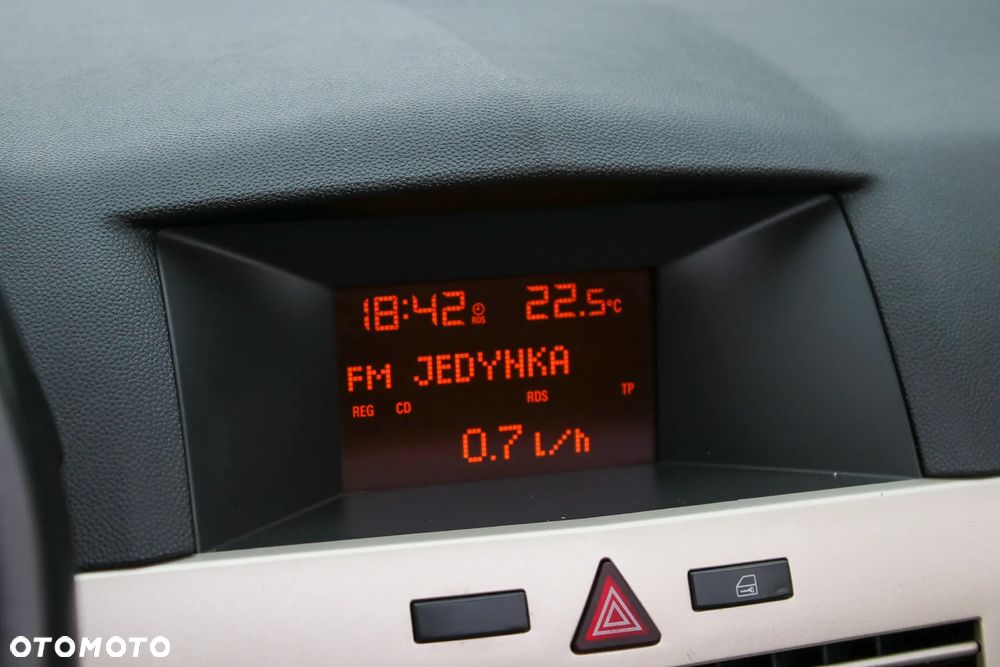 18:42 RDS 22.5°C
FM JEDYNKA
REG CD RDS TP
0.7 l/h
OTOMOTO